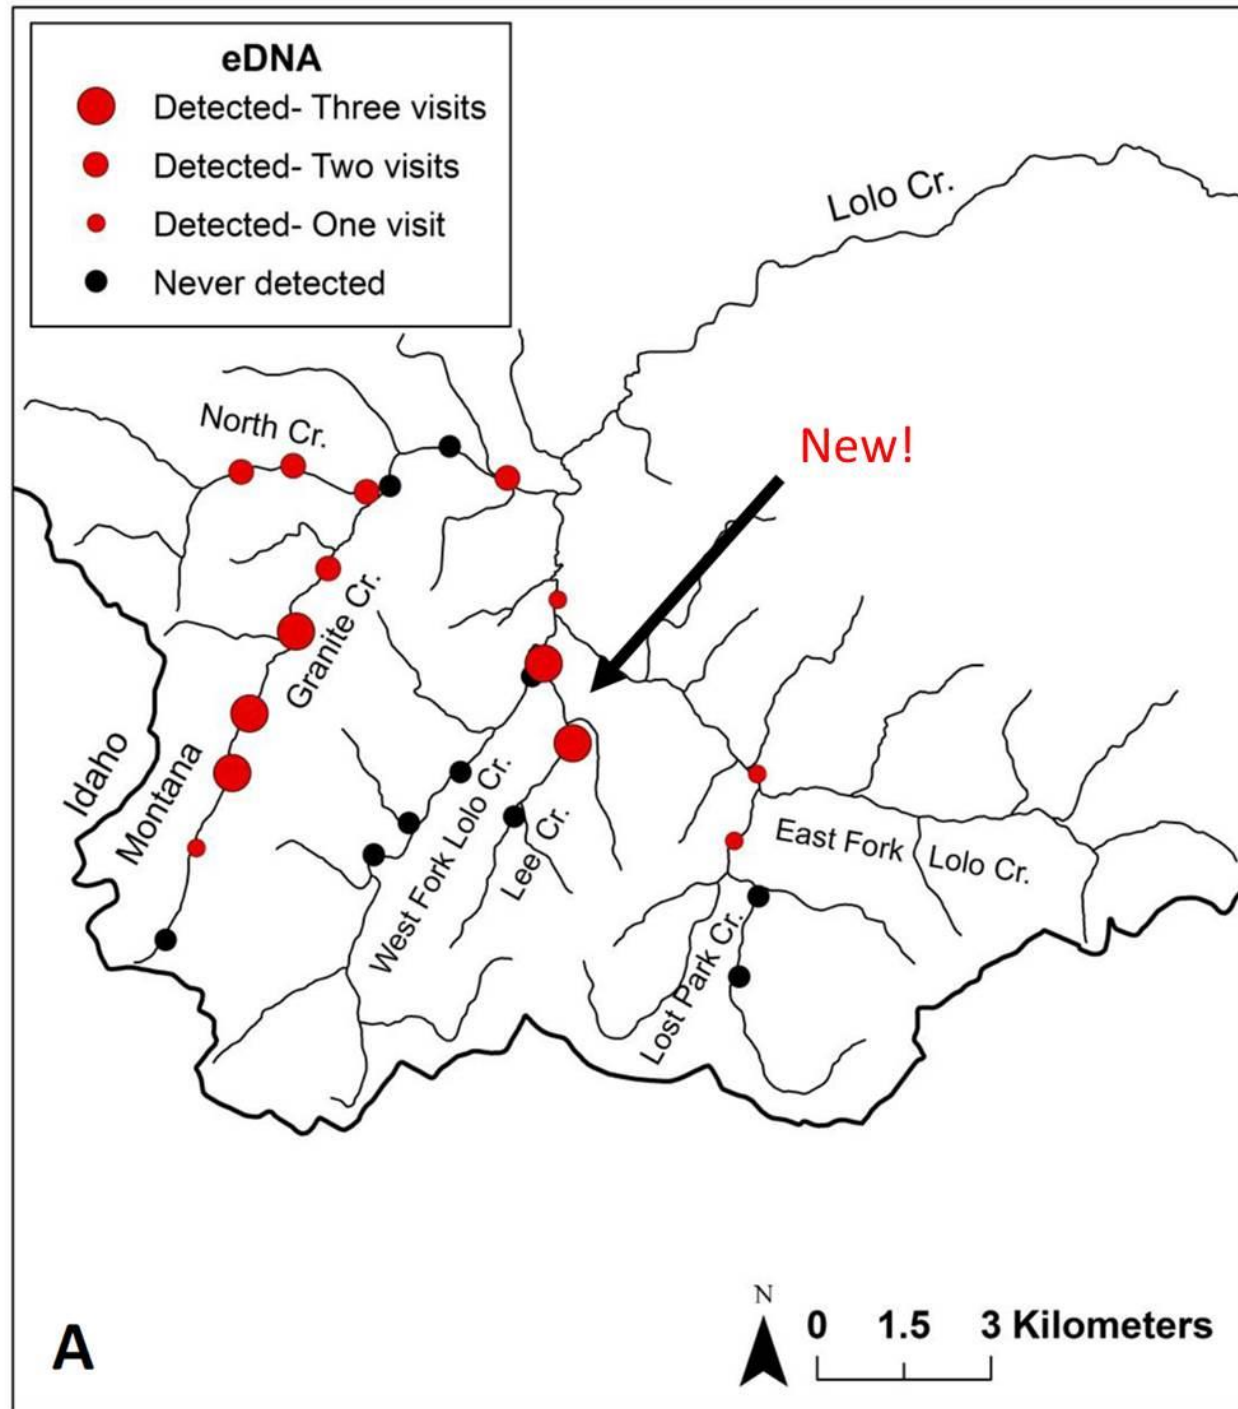 eDNA
Detected- Three visits
Detected- Two visits
Detected- One visit
Never detected
Lolo Cr.
North Cr.
New!
Granite Cr.
Idaho
Montana
West Fork Lolo Cr.
Lee Cr.
East Fork Lolo Cr.
Lost Park Cr.
N
0 1.5 3 Kilometers
A